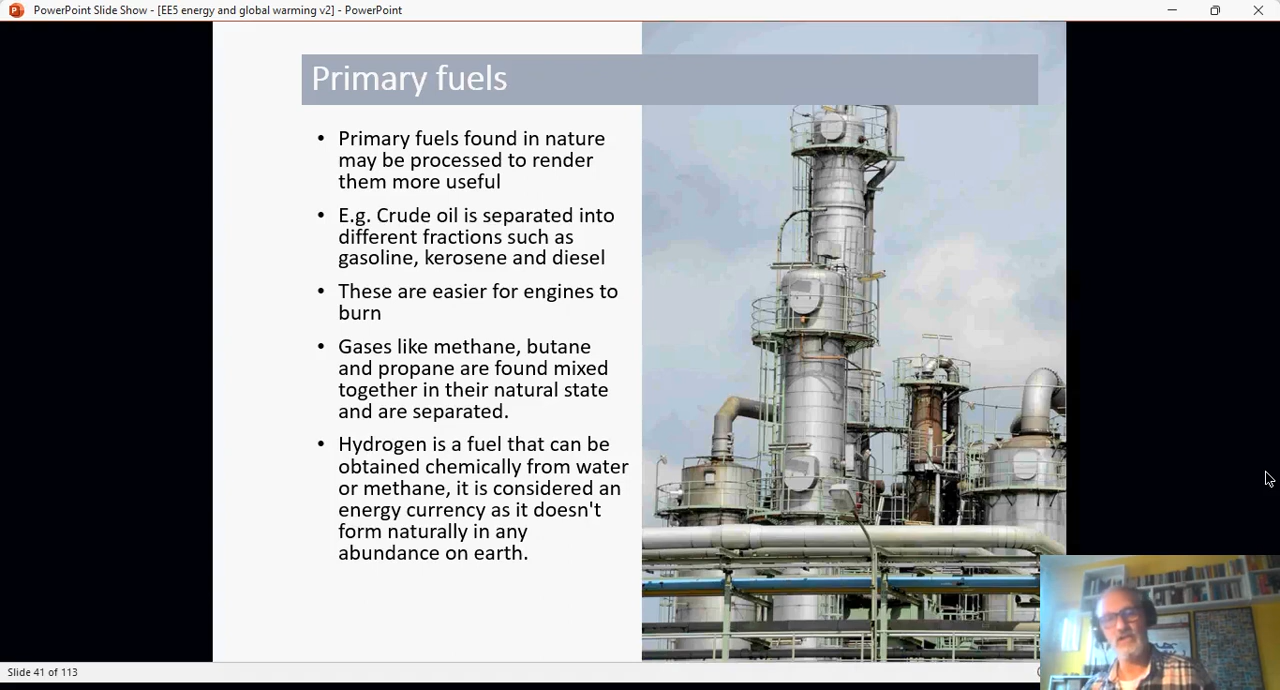 PowerPoint Slide Show - [EE5 energy and global warming v2] - PowerPoint
Primary fuels
• Primary fuels found in nature
may be processed to render
them more useful
• E.g. Crude oil is separated into
different fractions such as
gasoline, kerosene and diesel
• These are easier for engines to
burn
• Gases like methane, butane
and propane are found mixed
together in their natural state
and are separated.
• Hydrogen is a fuel that can be
obtained chemically from water
or methane, it is considered an
energy currency as it doesn't
form naturally in any
abundance on earth.
Slide 41 of 113